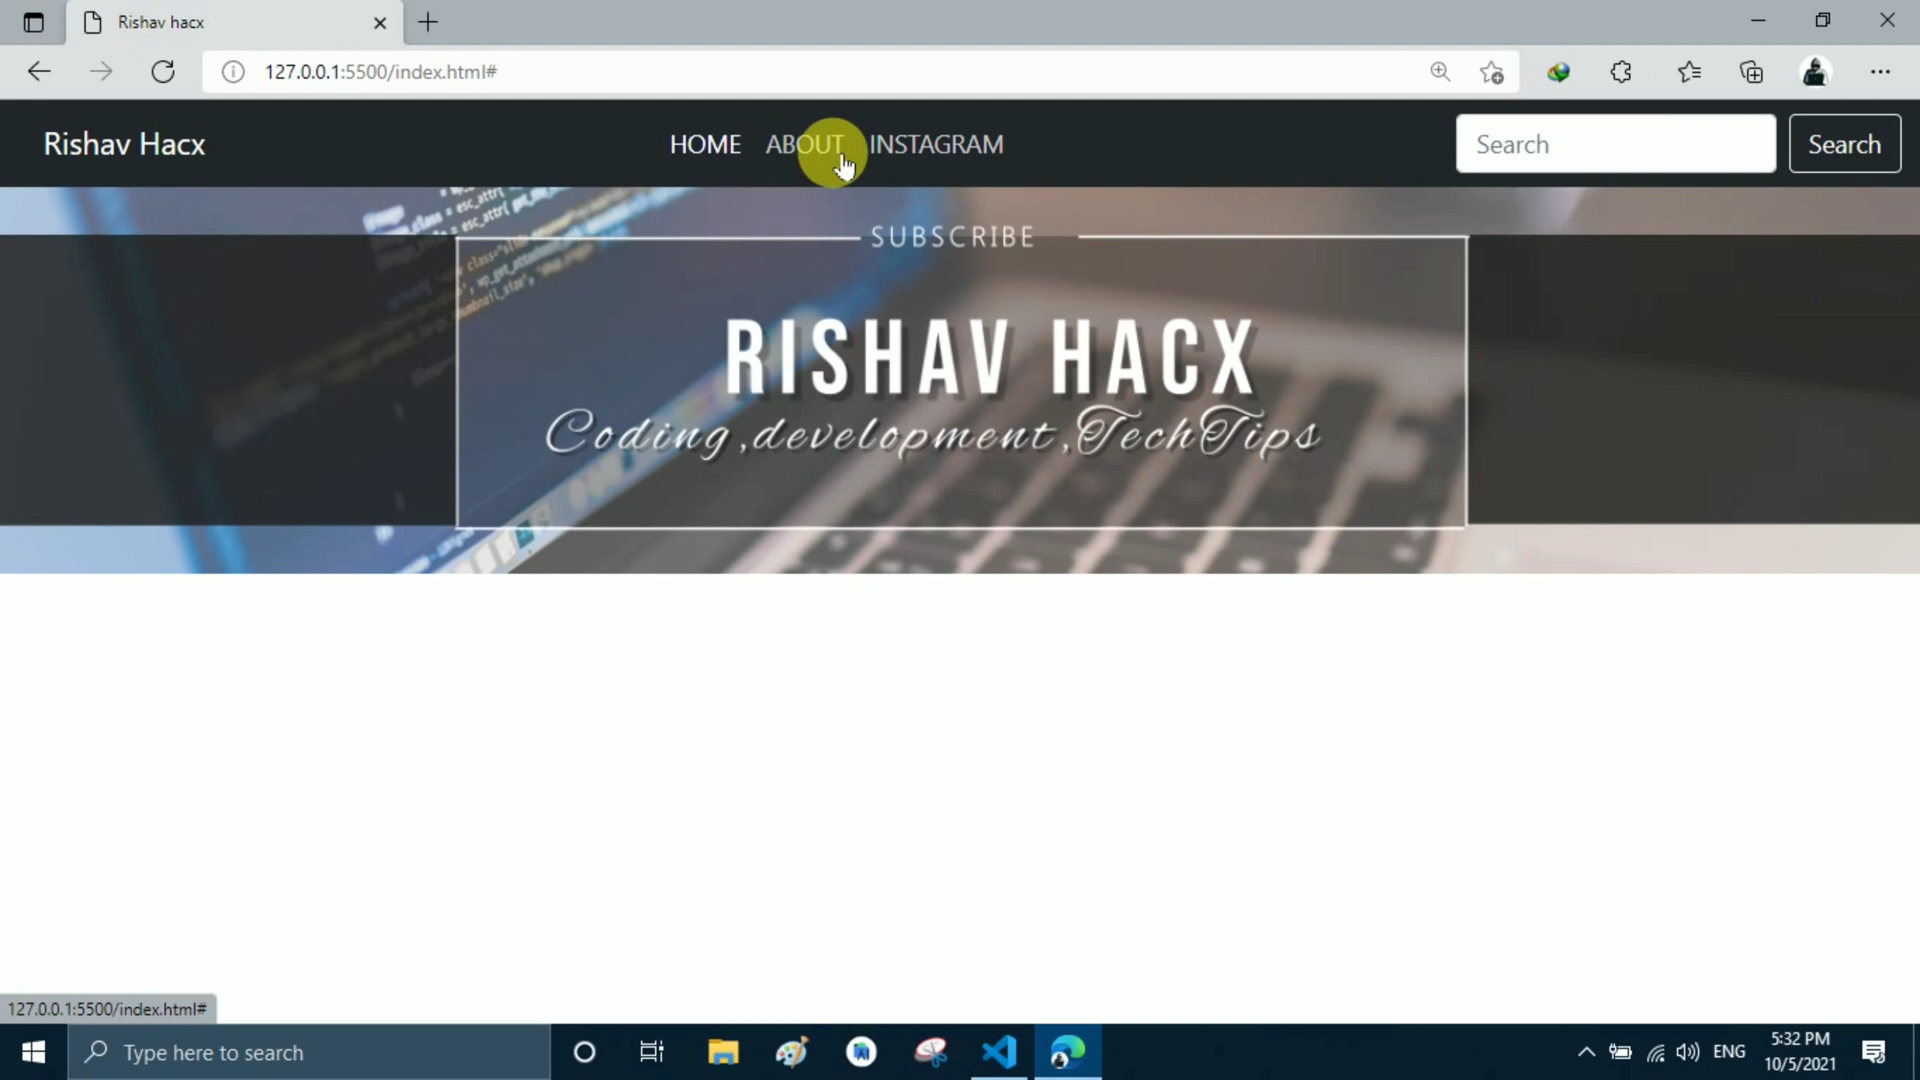 Rishav hacx
127.0.0.1:5500/index.html#
Rishav Hacx
HOME ABOUT INSTAGRAM
Search
Search
SUBSCRIBE
RISHAV HACX
Coding,development,TechTips
127.0.0.1:5500/index.html#
Type here to search
ENG
5:32 PM
10/5/2021